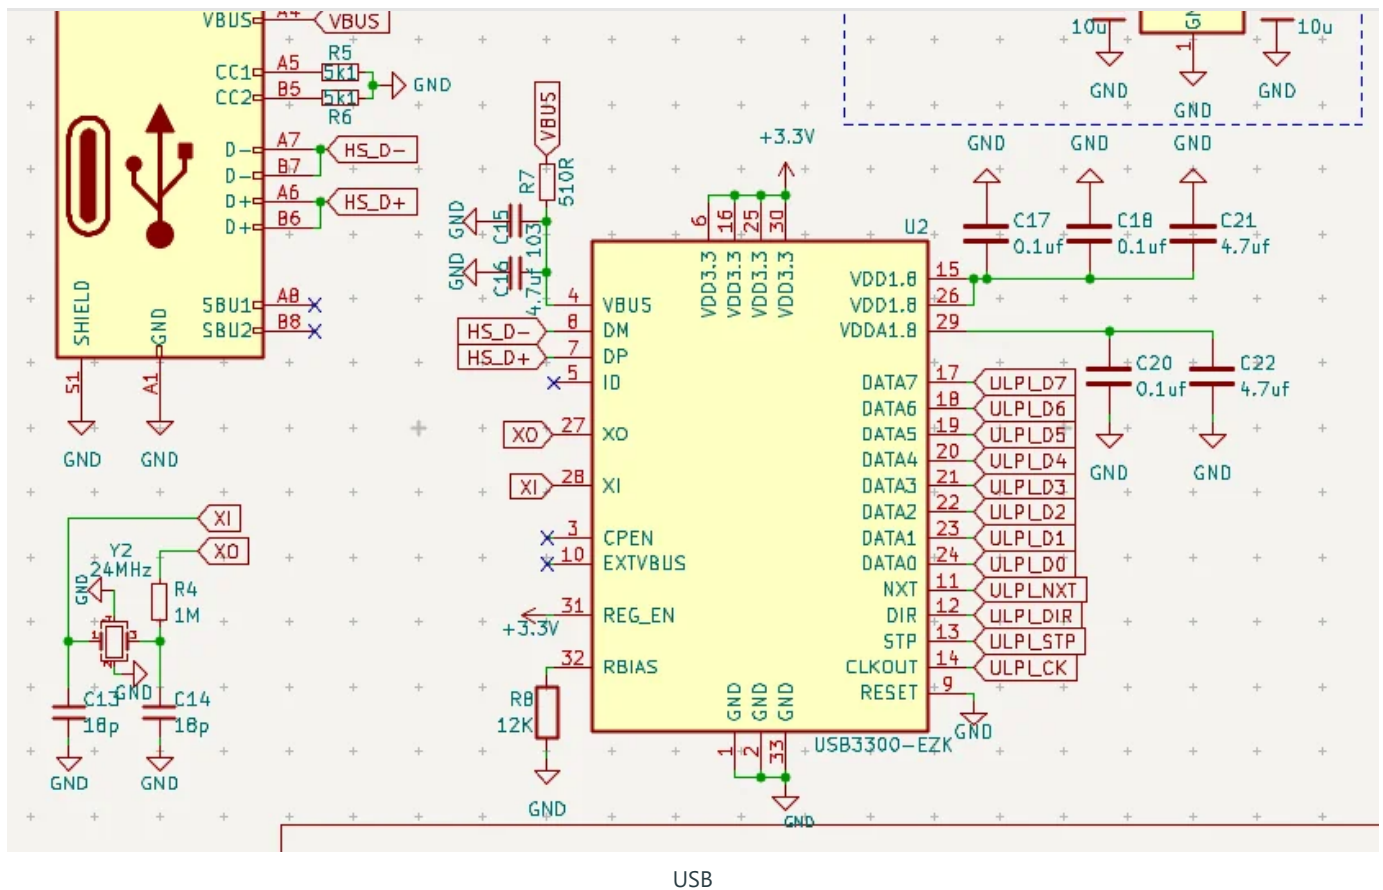 VBUS A4 VBUS
CC1 A5 R5 5k1
CC2 B5 5k1 R6
GND
D- A7 HS_D-
D- B7
D+ A6 HS_D+
D+ B6
SBU1 A8
SBU2 B8
SHIELD
GND
S1
A1
GND
GND
XI
XO
Y2
24MHz
GND
R4
1M
1
3
GND
C13
18p
C14
18p
GND
GND
VBUS
R7
510R
GND
C15
103
GND
C16
4.7uf
4 VBUS
HS_D- 8 DM
HS_D+ 7 DP
5 ID
XO 27 XO
XI 28 XI
3 CPEN
10 EXTVBUS
31 REG_EN
+3.3V
32 RBIAS
R8
12K
GND
+3.3V
6 16 25 30
VDD3.3 VDD3.3 VDD3.3 VDD3.3
U2
VDD1.8 15
VDD1.8 26
VDDA1.8 29
DATA7 17 ULPI_D7
DATA6 18 ULPI_D6
DATA5 19 ULPI_D5
DATA4 20 ULPI_D4
DATA3 21 ULPI_D3
DATA2 22 ULPI_D2
DATA1 23 ULPI_D1
DATA0 24 ULPI_D0
NXT 11 ULPI_NXT
DIR 12 ULPI_DIR
STP 13 ULPI_STP
CLKOUT 14 ULPI_CK
RESET 9
GND
GND GND GND
1 2 33
USB3300-EZK
GND
10u
1
10u
GND
GND
GND
GND
GND
GND
C17
0.1uf
C18
0.1uf
C21
4.7uf
C20
0.1uf
C22
4.7uf
GND
GND
USB